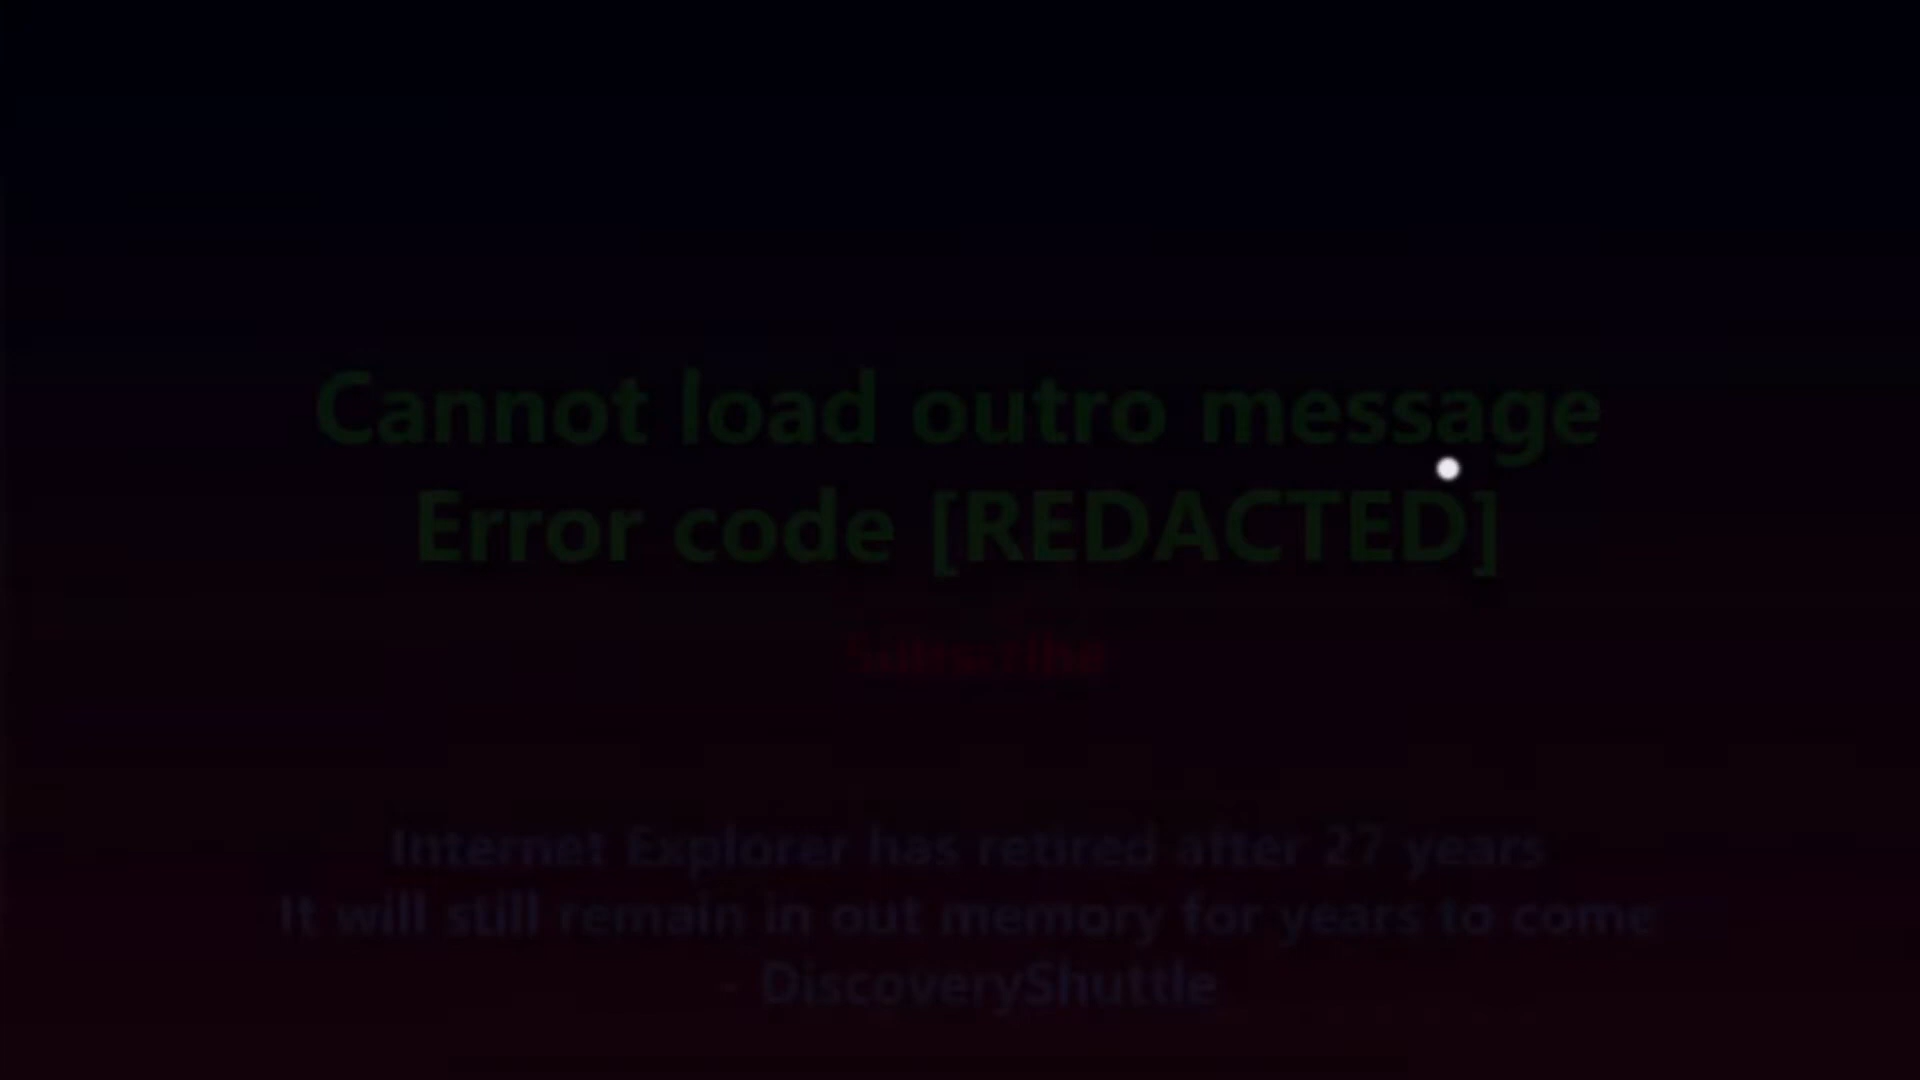 Cannot load outro message
Error code [REDACTED]
Subscribe
Internet Explorer has retired after 27 years
It will still remain in out memory for years to come
- DiscoveryShuttle